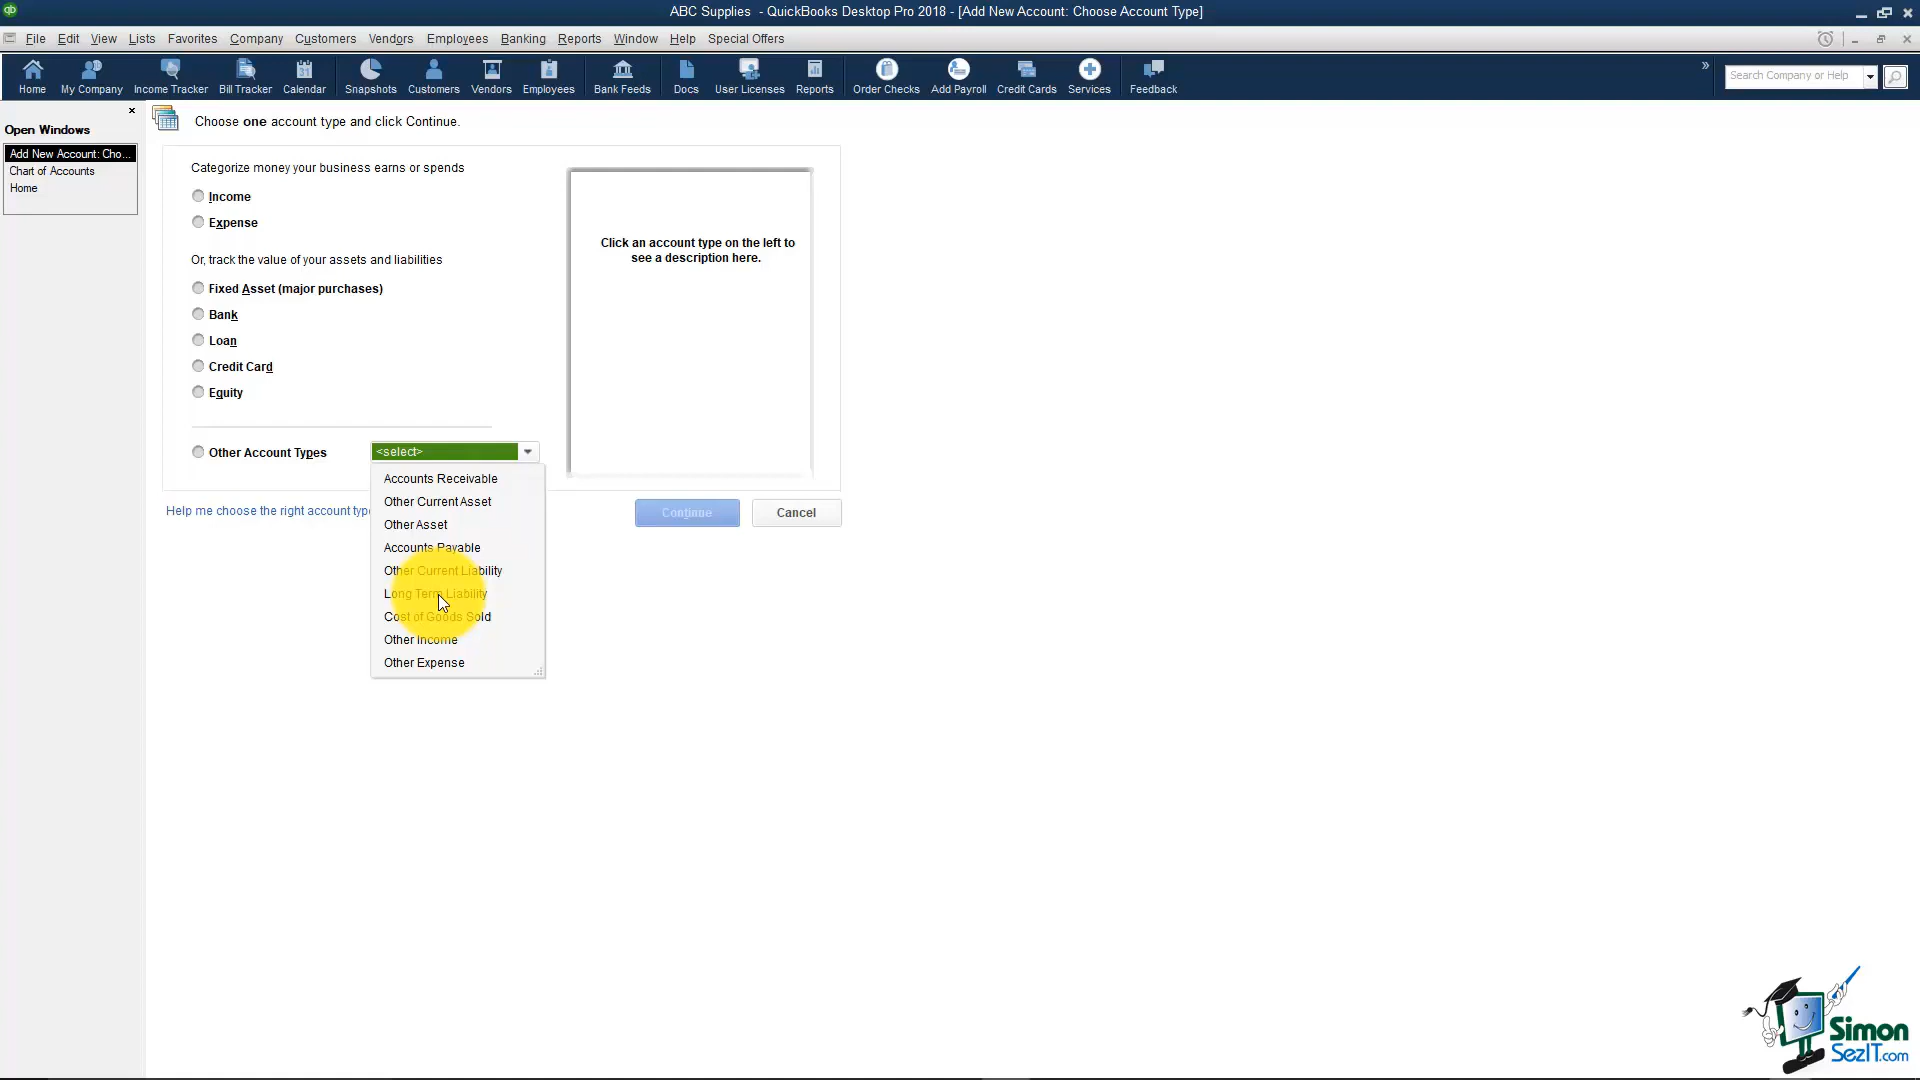 qb
ABC Supplies - QuickBooks Desktop Pro 2018 - [Add New Account: Choose Account Type]
File Edit View Lists Favorites Company Customers Vendors Employees Banking Reports Window Help Special Offers
Home My Company Income Tracker Bill Tracker Calendar Snapshots Customers Vendors Employees Bank Feeds Docs User Licenses Reports Order Checks Add Payroll Credit Cards Services Feedback
Search Company or Help
Open Windows
Add New Account: Cho...
Chart of Accounts
Home
Choose one account type and click Continue.
Categorize money your business earns or spends
Income
Expense
Or, track the value of your assets and liabilities
Fixed Asset (major purchases)
Bank
Loan
Credit Card
Equity
Other Account Types
<select>
Accounts Receivable
Other Current Asset
Other Asset
Accounts Payable
Other Current Liability
Long Term Liability
Cost of Goods Sold
Other Income
Other Expense
Click an account type on the left to
see a description here.
Help me choose the right account type
Continue Cancel
Simon
SezIT.com